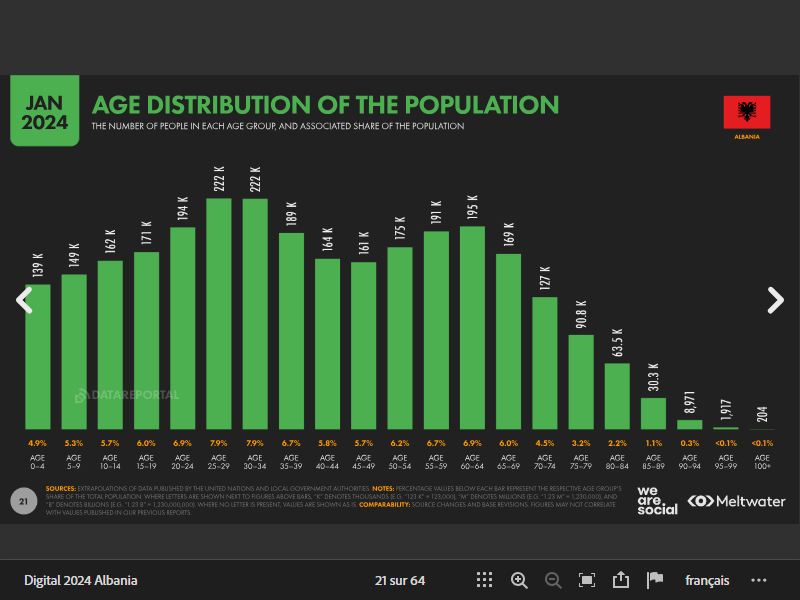 JAN
2024
AGE DISTRIBUTION OF THE POPULATION
THE NUMBER OF PEOPLE IN EACH AGE GROUP, AND ASSOCIATED SHARE OF THE POPULATION
ALBANIA
139 K 149 K 162 K 171 K 194 K 222 K 222 K 189 K 164 K 161 K 175 K 191 K 195 K 169 K 127 K 90.8 K 63.5 K 30.3 K 8,971 1,917 204
DATAREPORTAL
4.9% 5.3% 5.7% 6.0% 6.9% 7.9% 7.9% 6.7% 5.8% 5.7% 6.2% 6.7% 6.9% 6.0% 4.5% 3.2% 2.2% 1.1% 0.3% <0.1% <0.1%
AGE AGE AGE AGE AGE AGE AGE AGE AGE AGE AGE AGE AGE AGE AGE AGE AGE AGE AGE AGE AGE
0–4 5–9 10–14 15–19 20–24 25–29 30–34 35–39 40–44 45–49 50–54 55–59 60–64 65–69 70–74 75–79 80–84 85–89 90–94 95–99 100+
21
SOURCES: EXTRAPOLATIONS OF DATA PUBLISHED BY THE UNITED NATIONS AND LOCAL GOVERNMENT AUTHORITIES. NOTES: PERCENTAGE VALUES BELOW EACH BAR REPRESENT THE RESPECTIVE AGE GROUP'S
SHARE OF THE TOTAL POPULATION. WHERE LETTERS ARE SHOWN NEXT TO FIGURES ABOVE BARS, "K" DENOTES THOUSANDS (E.G. "123 K" = 123,000), "M" DENOTES MILLIONS (E.G. "1.23 M" = 1,230,000), AND
"B" DENOTES BILLIONS (E.G. "1.23 B" = 1,230,000,000). WHERE NO LETTER IS PRESENT, VALUES ARE SHOWN AS IS. COMPARABILITY: SOURCE CHANGES AND BASE REVISIONS. FIGURES MAY NOT CORRELATE
WITH VALUES PUBLISHED IN OUR PREVIOUS REPORTS.
we
are.
social
Meltwater
Digital 2024 Albania
21 sur 64
français